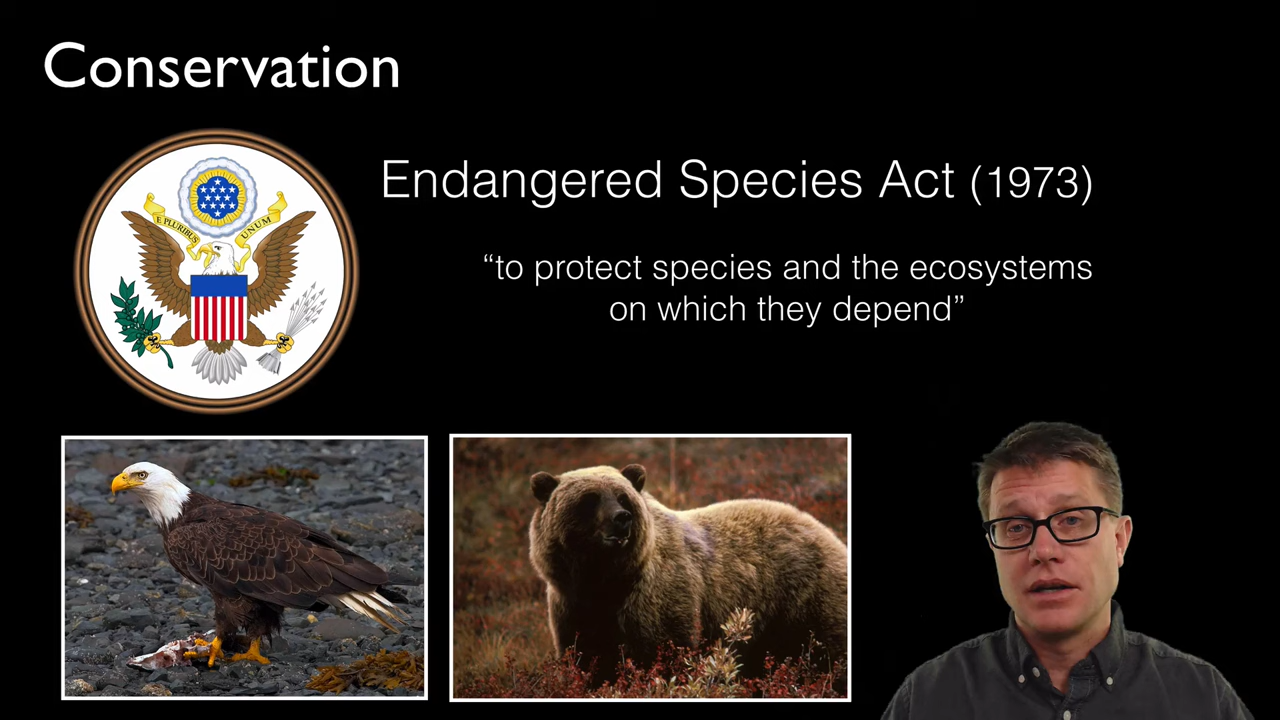 Conservation
E PLURIBUS UNUM
Endangered Species Act (1973)
“to protect species and the ecosystems
on which they depend”